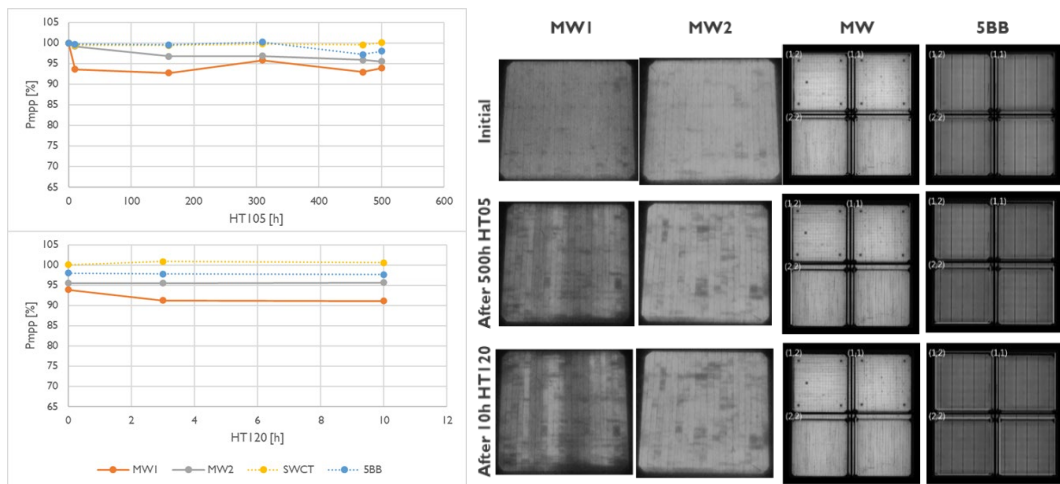 105
100
95
90
85
80
75
70
65
Pmpp [%]
0 100 200 300 400 500 600
HT105 [h]
105
100
95
90
85
80
75
70
65
Pmpp [%]
0 2 4 6 8 10 12
HT120 [h]
MW1 MW2 SWCT 5BB
MW1 MW2 MW 5BB
Initial
(1,2) (1,1) (1,2) (1,1)
(2,2) (2,2)
After 500h HT05
(1,2) (1,1) (1,2) (1,1)
(2,2) (2,2)
After 10h HT120
(1,2) (1,1) (1,2) (1,1)
(2,2) (2,2)